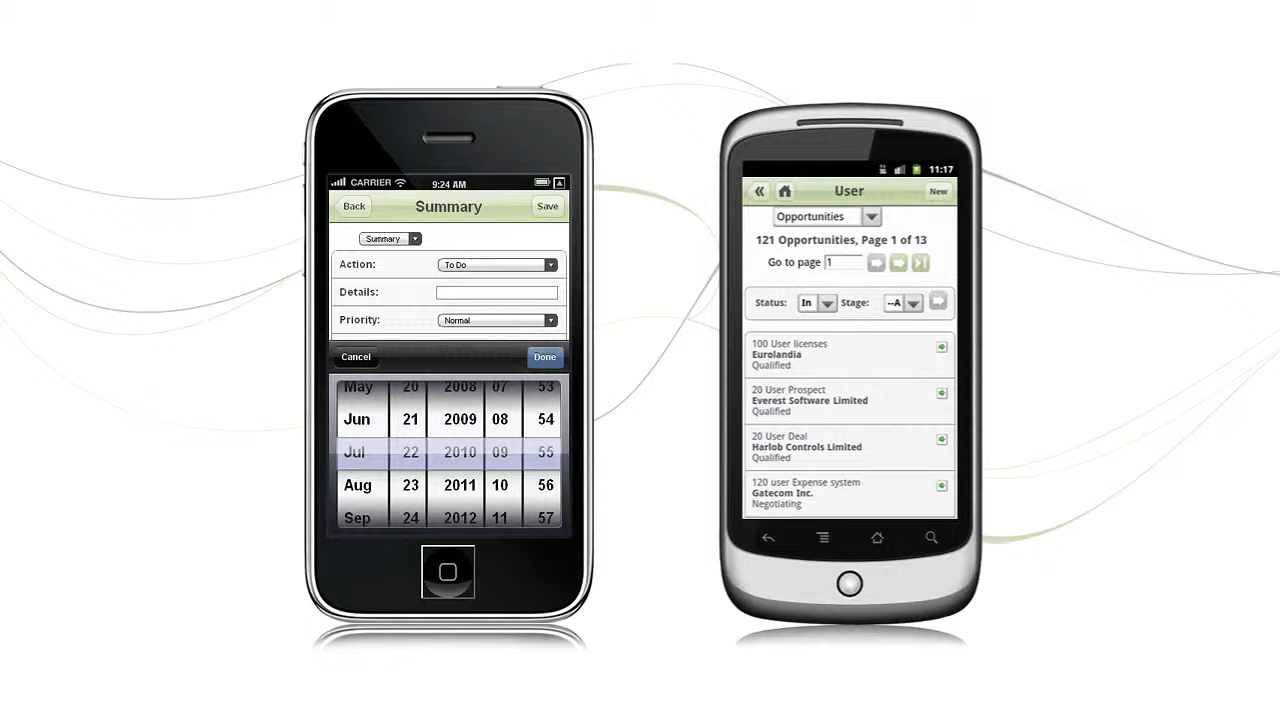 CARRIER 9:24 AM
Back Summary Save
Summary
Action: To Do
Details:
Priority: Normal
Cancel Done
May 20 2008 07 53
Jun 21 2009 08 54
Jul 22 2010 09 55
Aug 23 2011 10 56
Sep 24 2012 11 57
11:17
User New
Opportunities
121 Opportunities, Page 1 of 13
Go to page 1
Status: In Stage: --A
100 User licenses
Eurolandia
Qualified
20 User Prospect
Everest Software Limited
Qualified
20 User Deal
Harlob Controls Limited
Qualified
120 user Expense system
Gatecom Inc.
Negotiating